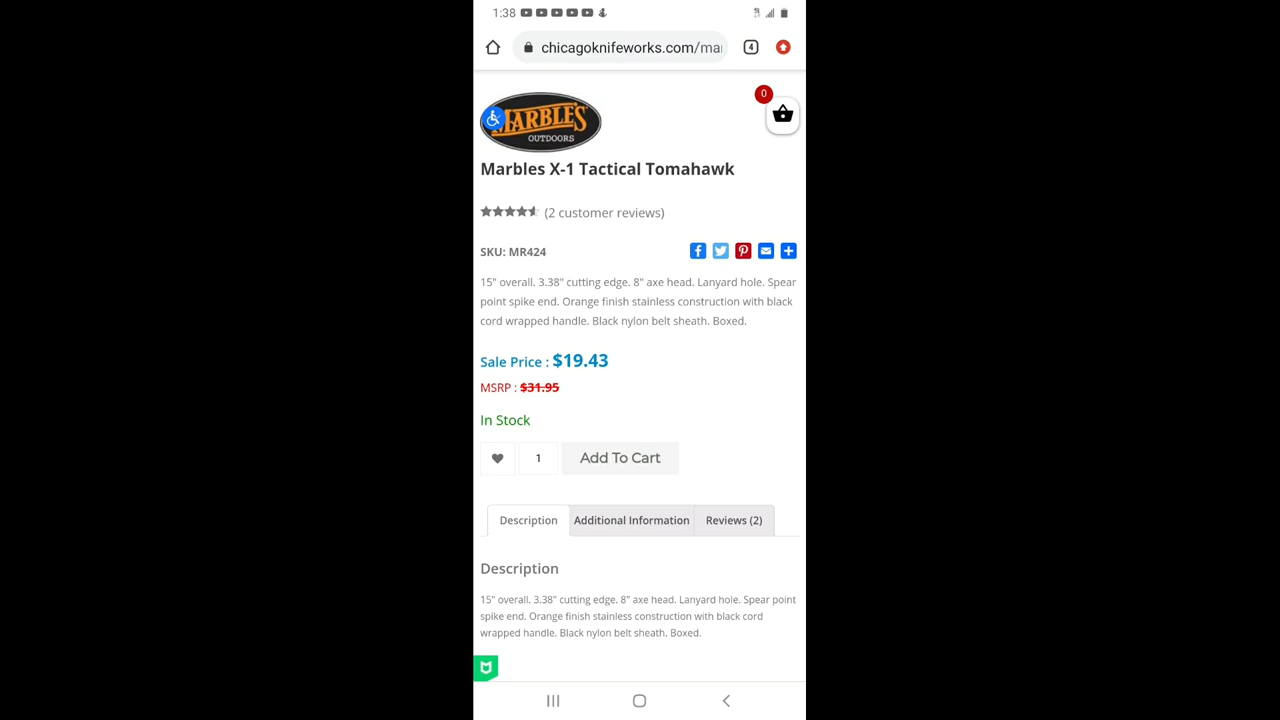 1:38
chicagoknifeworks.com/mar
4
0
MARBLE'S
OUTDOORS
Marbles X-1 Tactical Tomahawk
(2 customer reviews)
SKU: MR424
15" overall. 3.38" cutting edge. 8" axe head. Lanyard hole. Spear
point spike end. Orange finish stainless construction with black
cord wrapped handle. Black nylon belt sheath. Boxed.
Sale Price : $19.43
MSRP : $31.95
In Stock
1 Add To Cart
Description Additional Information Reviews (2)
Description
15" overall. 3.38" cutting edge. 8" axe head. Lanyard hole. Spear point
spike end. Orange finish stainless construction with black cord
wrapped handle. Black nylon belt sheath. Boxed.